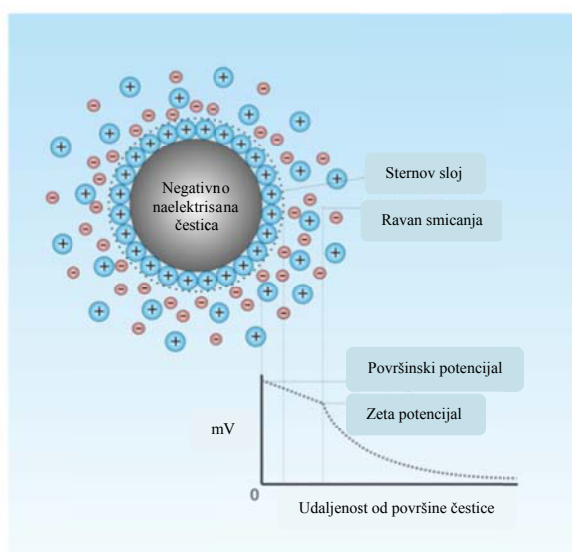 Negativno
naelektrisana
čestica
Sternov sloj
Ravan smicanja
Površinski potencijal
Zeta potencijal
mV
0
Udaljenost od površine čestice